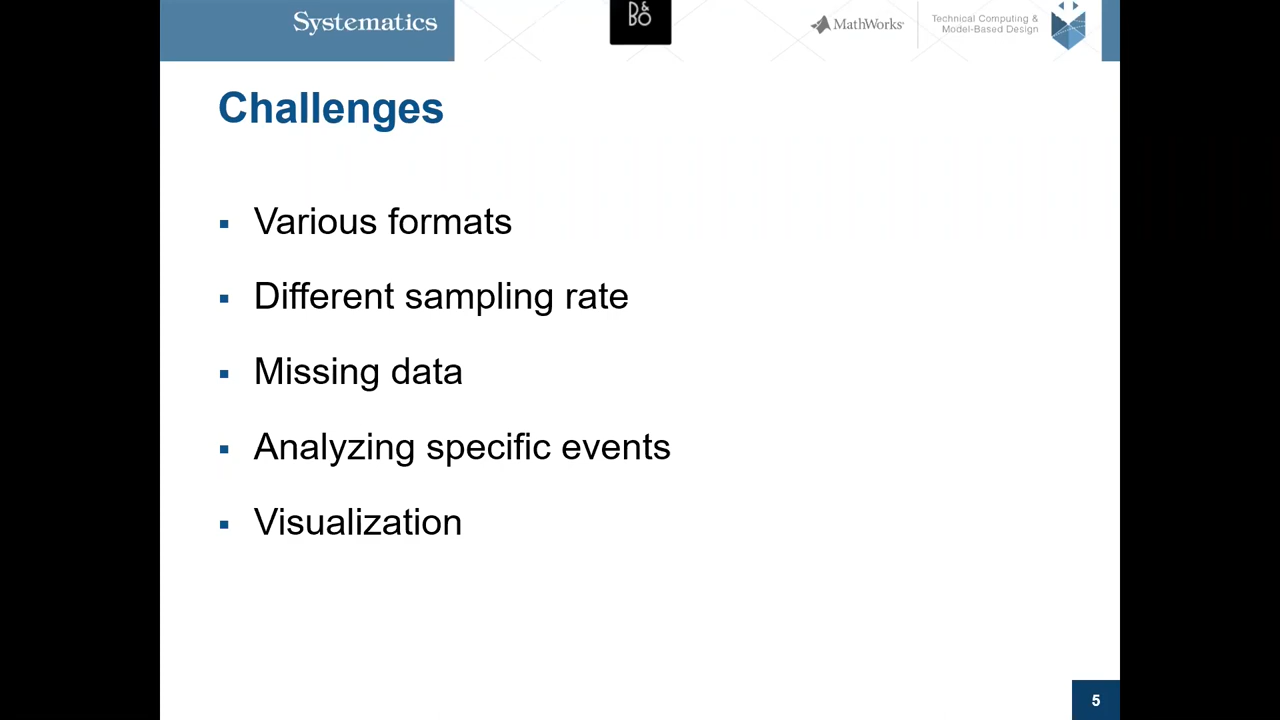 Systematics
B&O
MathWorks
Technical Computing &
Model-Based Design
Challenges
Various formats
Different sampling rate
Missing data
Analyzing specific events
Visualization
5